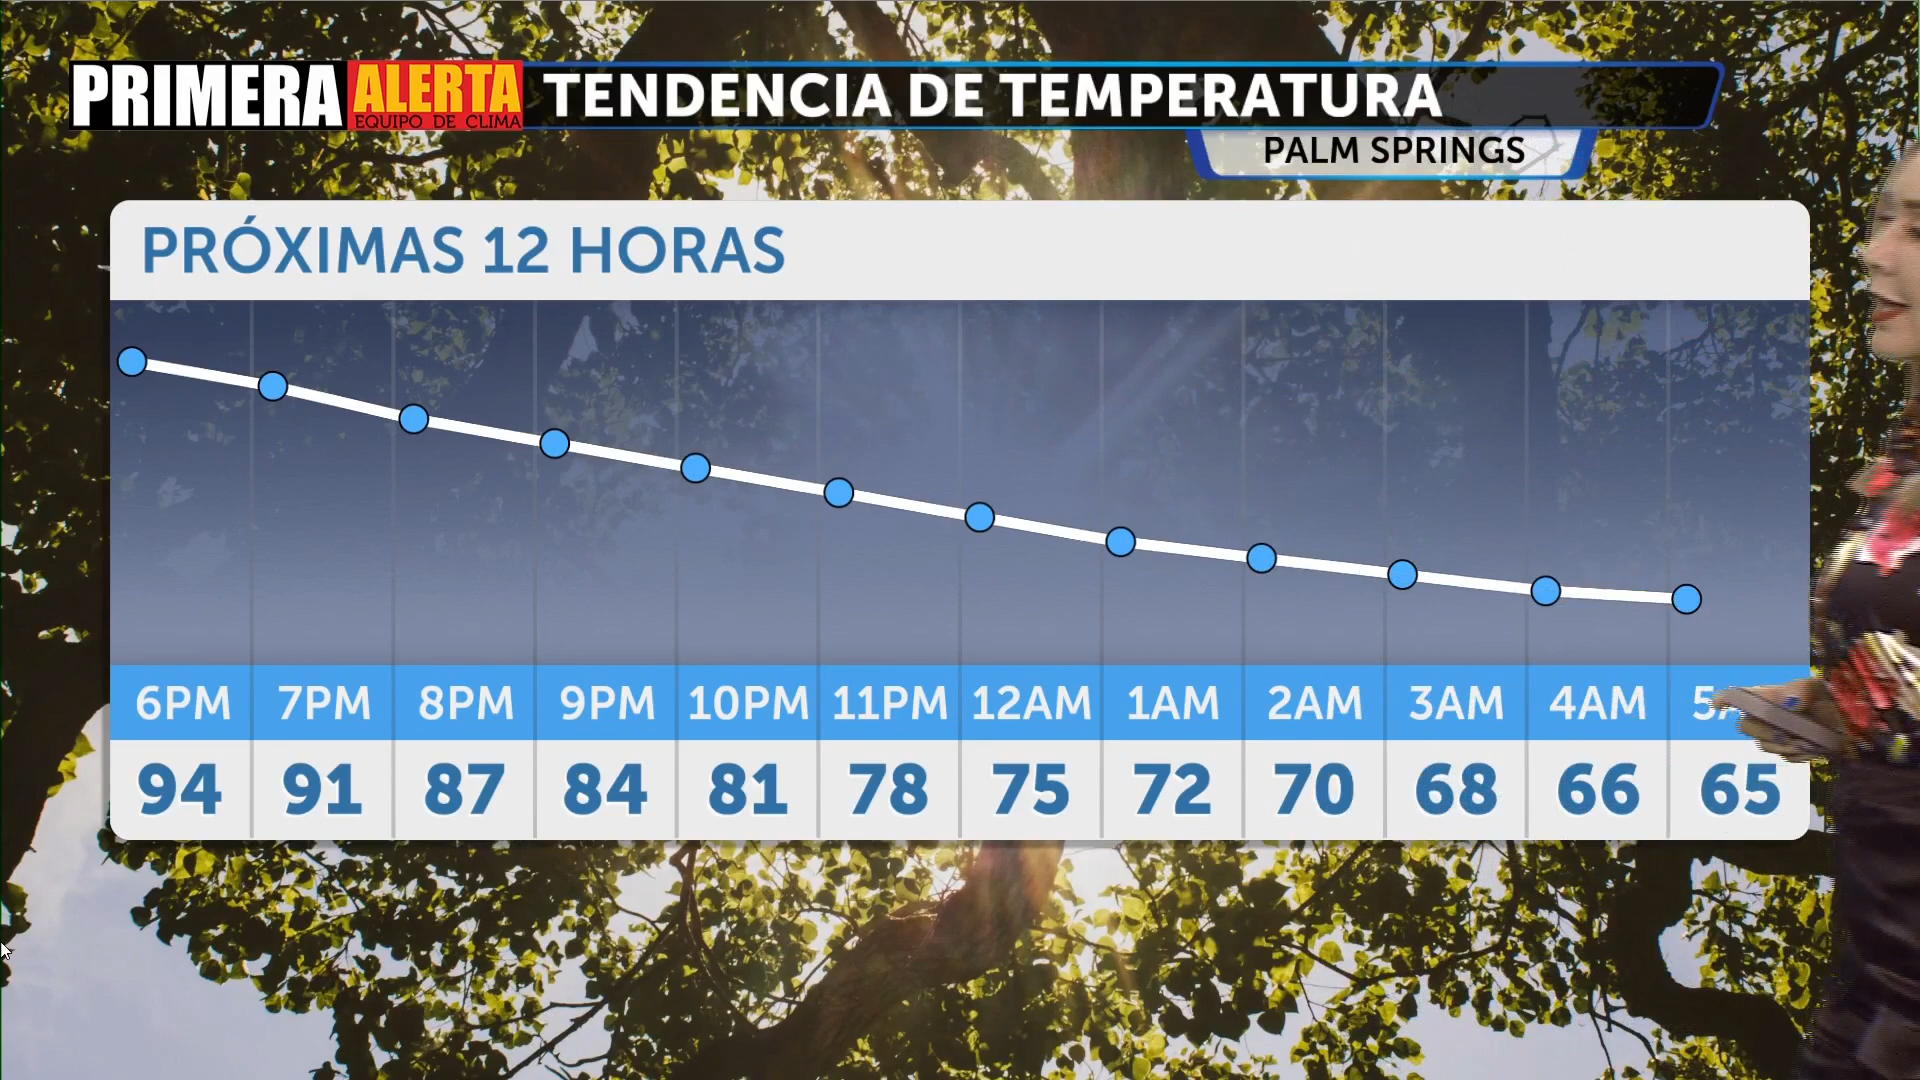 PRIMERA ALERTA
EQUIPO DE CLIMA
TENDENCIA DE TEMPERATURA
PALM SPRINGS
PRÓXIMAS 12 HORAS
6PM 7PM 8PM 9PM 10PM 11PM 12AM 1AM 2AM 3AM 4AM
94 91 87 84 81 78 75 72 70 68 66 65